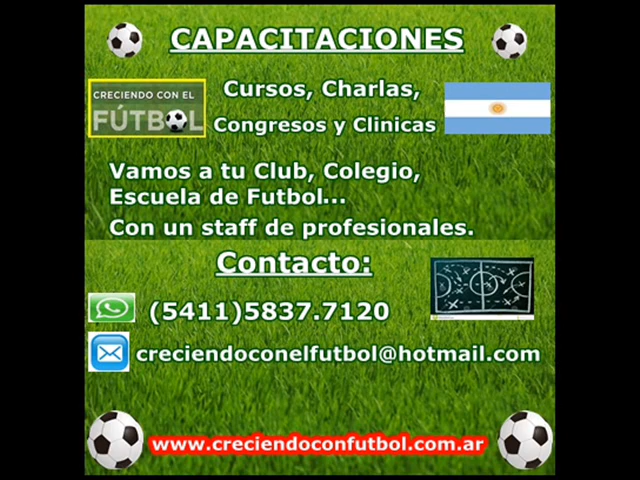 CAPACITACIONES
CRECIENDO CON EL
FÚTBOL
Cursos, Charlas,
Congresos y Clinicas
Vamos a tu Club, Colegio,
Escuela de Futbol...
Con un staff de profesionales.
Contacto:
(5411)5837.7120
creciendoconelfutbol@hotmail.com
www.creciendoconfutbol.com.ar